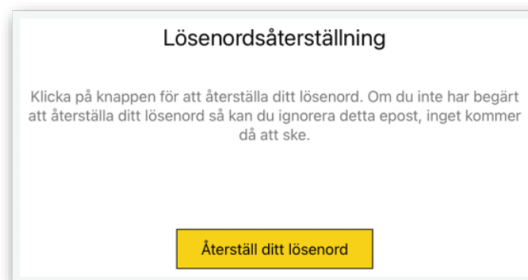 Lösenordsåterställning
Klicka på knappen för att återställa ditt lösenord. Om du inte har begärt
att återställa ditt lösenord så kan du ignorera detta epost, inget kommer
då att ske.
Återställ ditt lösenord